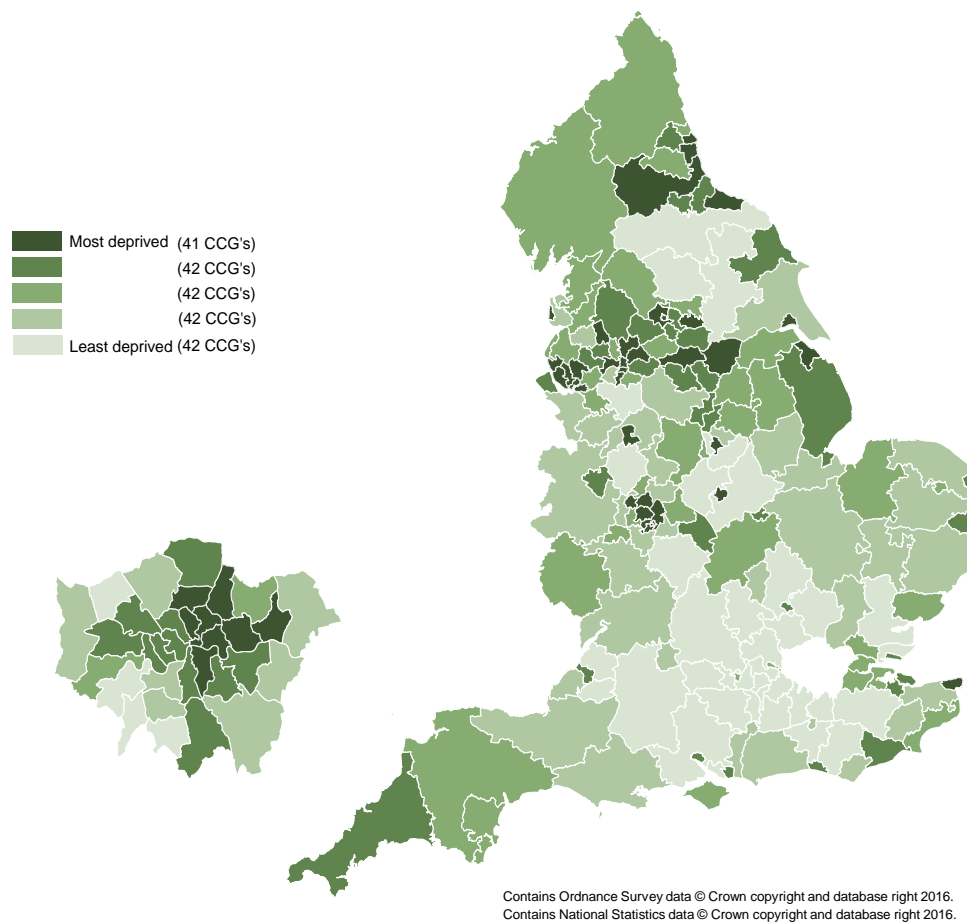 Most deprived (41 CCG's)
(42 CCG's)
(42 CCG's)
(42 CCG's)
Least deprived (42 CCG's)
Contains Ordnance Survey data © Crown copyright and database right 2016.
Contains National Statistics data © Crown copyright and database right 2016.